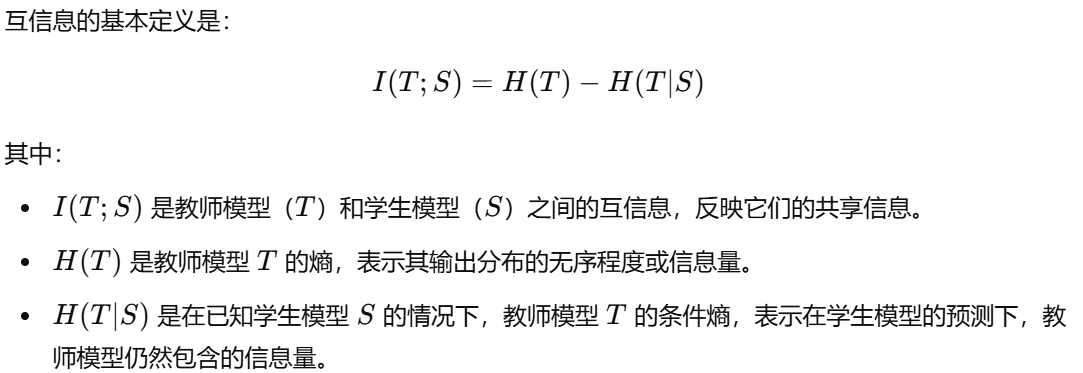 互信息的基本定义是：
I(T; S) = H(T) − H(T|S)
其中：
• I(T; S) 是教师模型（T）和学生模型（S）之间的互信息，反映它们的共享信息。
• H(T) 是教师模型 T 的熵，表示其输出分布的无序程度或信息量。
• H(T|S) 是在已知学生模型 S 的情况下，教师模型 T 的条件熵，表示在学生模型的预测下，教
师模型仍然包含的信息量。